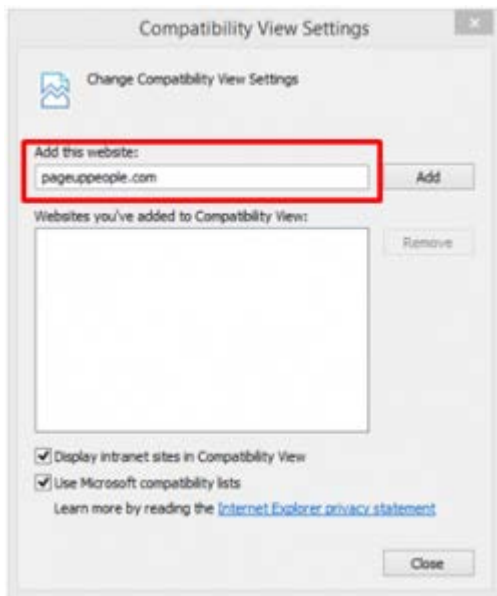 Compatibility View Settings
Change Compatibility View Settings
Add this website:
pageuppeople.com
Add
Websites you've added to Compatibility View:
Remove
Display intranet sites in Compatibility View
Use Microsoft compatibility lists
Learn more by reading the Internet Explorer privacy statement
Close